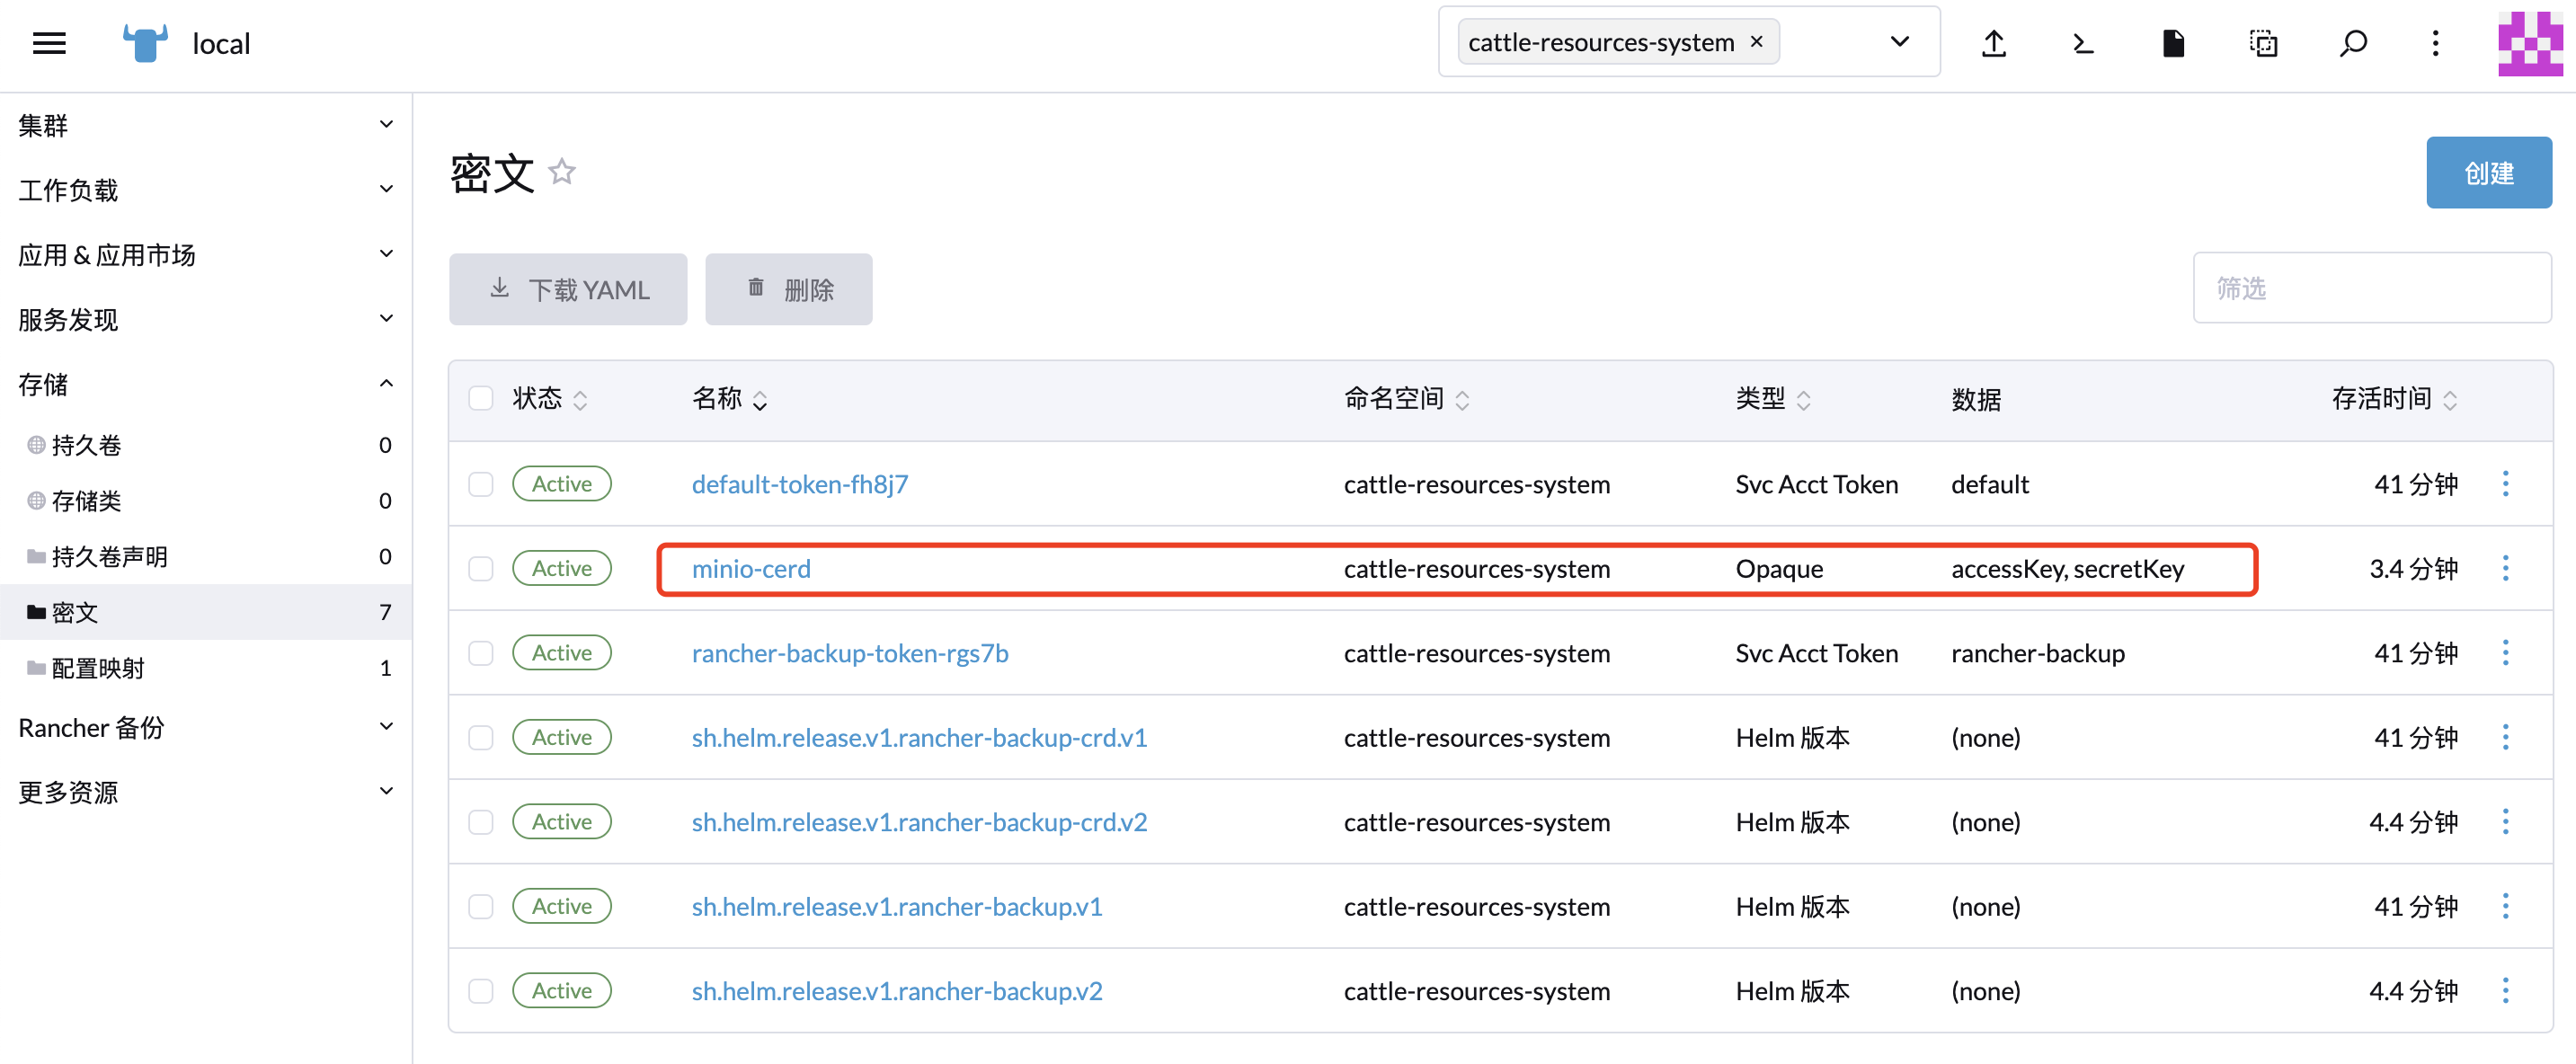 local
cattle-resources-system ×
集群
工作负载
应用 & 应用市场
服务发现
存储
持久卷 0
存储类 0
持久卷声明 0
密文 7
配置映射 1
Rancher 备份
更多资源
密文
创建
下载 YAML 删除
筛选
状态 名称 命名空间 类型 数据 存活时间
Active default-token-fh8j7 cattle-resources-system Svc Acct Token default 41 分钟
Active minio-cerd cattle-resources-system Opaque accessKey, secretKey 3.4 分钟
Active rancher-backup-token-rgs7b cattle-resources-system Svc Acct Token rancher-backup 41 分钟
Active sh.helm.release.v1.rancher-backup-crd.v1 cattle-resources-system Helm 版本 (none) 41 分钟
Active sh.helm.release.v1.rancher-backup-crd.v2 cattle-resources-system Helm 版本 (none) 4.4 分钟
Active sh.helm.release.v1.rancher-backup.v1 cattle-resources-system Helm 版本 (none) 41 分钟
Active sh.helm.release.v1.rancher-backup.v2 cattle-resources-system Helm 版本 (none) 4.4 分钟